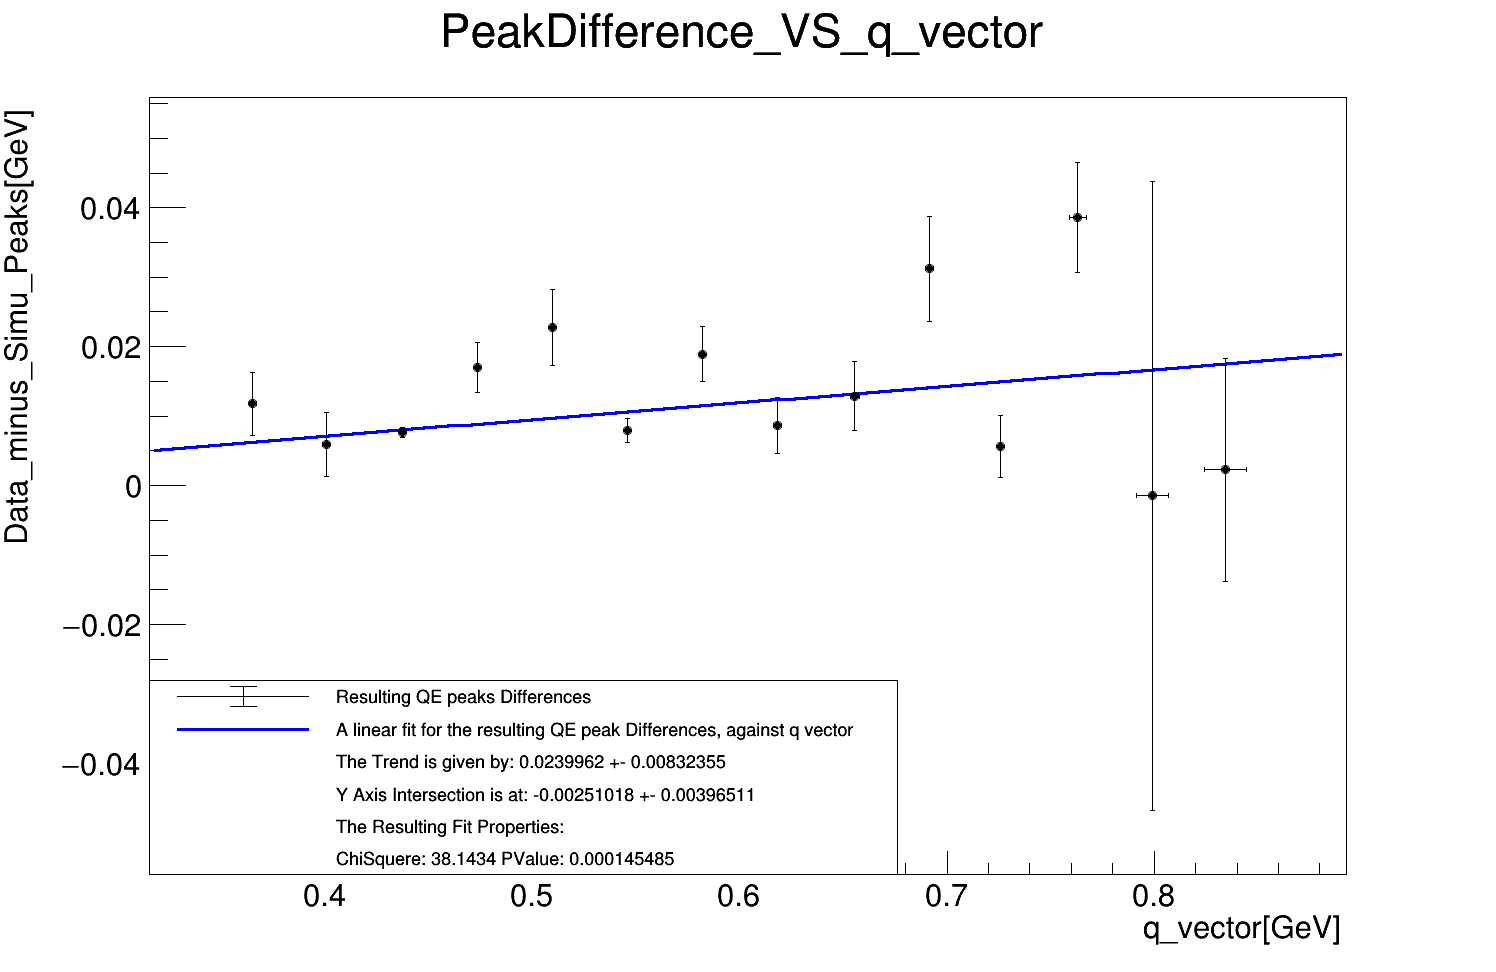 PeakDifference_VS_q_vector
Data_minus_Simu_Peaks[GeV]
0.04
0.02
0
−0.02
−0.04
Resulting QE peaks Differences
A linear fit for the resulting QE peak Differences, against q vector
The Trend is given by: 0.0239962 +- 0.00832355
Y Axis Intersection is at: -0.00251018 +- 0.00396511
The Resulting Fit Properties:
ChiSquere: 38.1434 PValue: 0.000145485
0.4 0.5 0.6 0.7 0.8
q_vector[GeV]